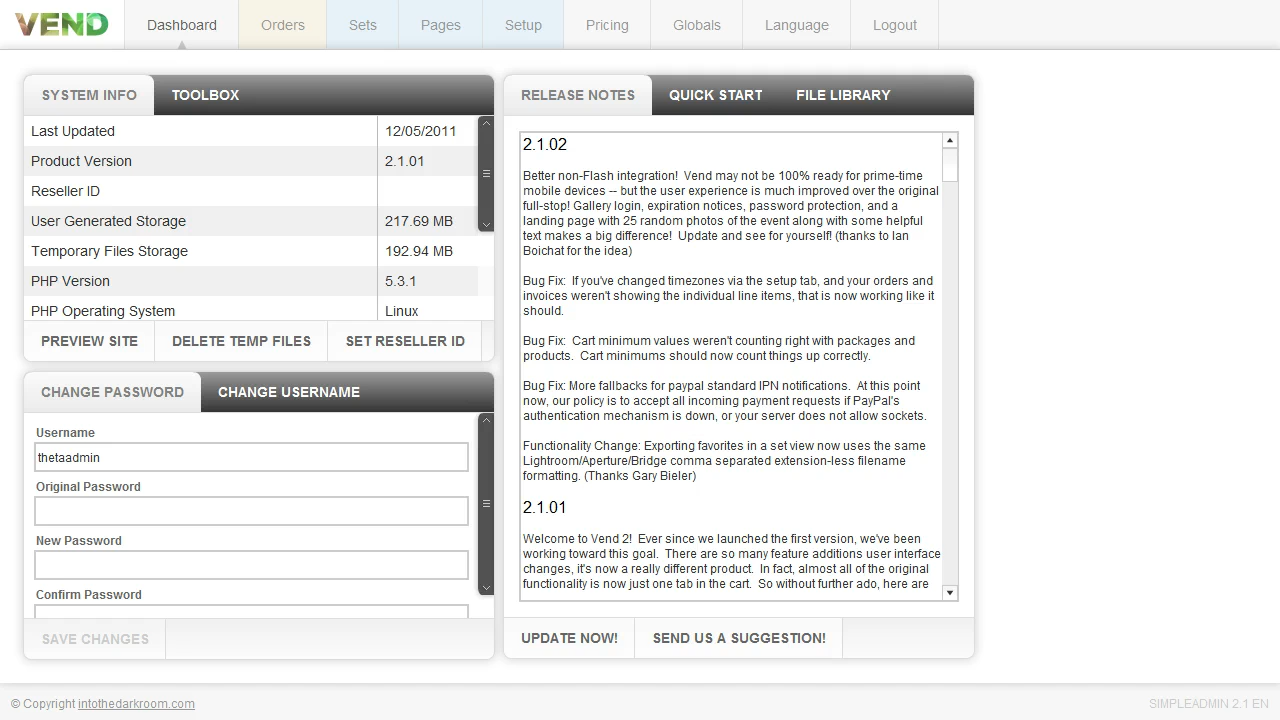 VEND
Dashboard
Orders
Sets
Pages
Setup
Pricing
Globals
Language
Logout
SYSTEM INFO
TOOLBOX
Last Updated 12/05/2011
Product Version 2.1.01
Reseller ID
User Generated Storage 217.69 MB
Temporary Files Storage 192.94 MB
PHP Version 5.3.1
PHP Operating System Linux
PREVIEW SITE
DELETE TEMP FILES
SET RESELLER ID
CHANGE PASSWORD
CHANGE USERNAME
Username
thetaadmin
Original Password
New Password
Confirm Password
SAVE CHANGES
RELEASE NOTES
QUICK START
FILE LIBRARY
2.1.02
Better non-Flash integration!  Vend may not be 100% ready for prime-time
mobile devices -- but the user experience is much improved over the original
full-stop! Gallery login, expiration notices, password protection, and a
landing page with 25 random photos of the event along with some helpful
text makes a big difference!  Update and see for yourself! (thanks to Ian
Boichat for the idea)
Bug Fix:  If you've changed timezones via the setup tab, and your orders and
invoices weren't showing the individual line items, that is now working like it
should.
Bug Fix:  Cart minimum values weren't counting right with packages and
products.  Cart minimums should now count things up correctly.
Bug Fix: More fallbacks for paypal standard IPN notifications.  At this point
now, our policy is to accept all incoming payment requests if PayPal's
authentication mechanism is down, or your server does not allow sockets.
Functionality Change: Exporting favorites in a set view now uses the same
Lightroom/Aperture/Bridge comma separated extension-less filename
formatting. (Thanks Gary Bieler)
2.1.01
Welcome to Vend 2!  Ever since we launched the first version, we've been
working toward this goal.  There are so many feature additions user interface
changes, it's now a really different product.  In fact, almost all of the original
functionality is now just one tab in the cart.  So without further ado, here are
UPDATE NOW!
SEND US A SUGGESTION!
© Copyright intothedarkroom.com
SIMPLEADMIN 2.1 EN